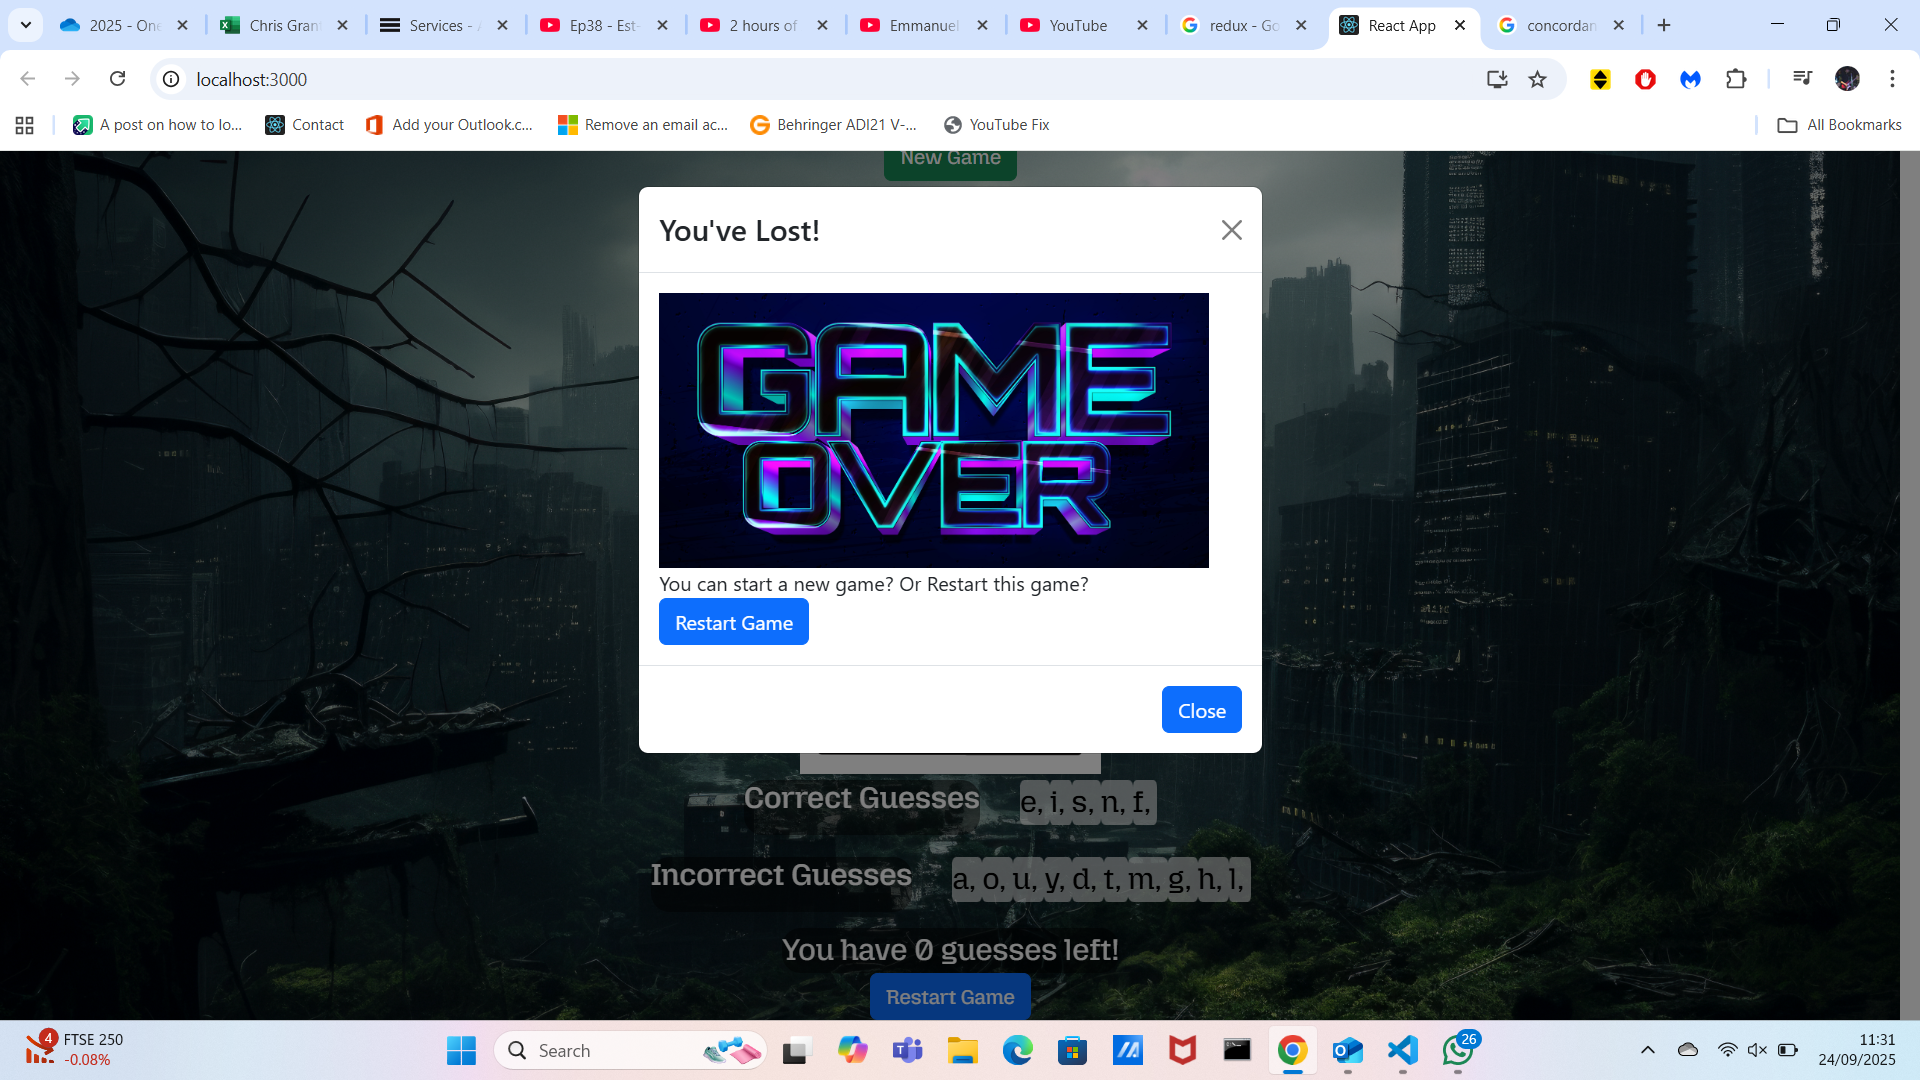 2025 - One
Chris Gran
Services - A
Ep38 - Est-
2 hours of
Emmanuel
YouTube
redux - Go
React App
concordan
localhost:3000
A post on how to lo...
Contact
Add your Outlook.c...
Remove an email ac...
Behringer ADI21 V-...
YouTube Fix
All Bookmarks
New Game
You've Lost!
GAME
OVER
You can start a new game? Or Restart this game?
Restart Game
Close
Correct Guesses e, i, s, n, f,
Incorrect Guesses a, o, u, y, d, t, m, g, h, l,
You have 0 guesses left!
Restart Game
4
FTSE 250
-0.08%
Search
26
11:31
24/09/2025